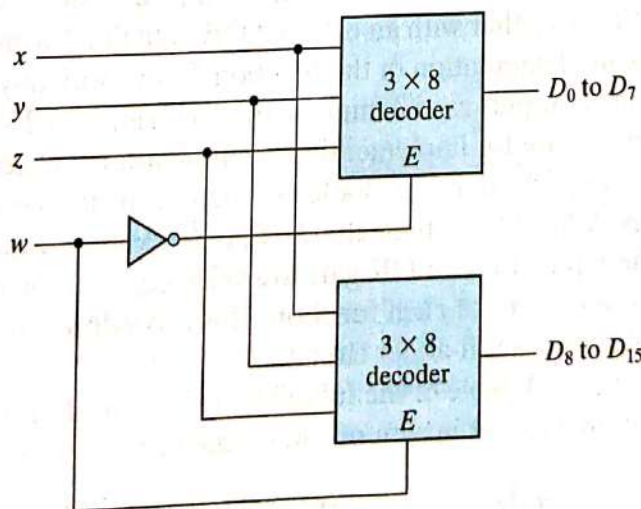 x
y
z
w
3 × 8
decoder
E
D0 to D7
3 × 8
decoder
E
D8 to D15